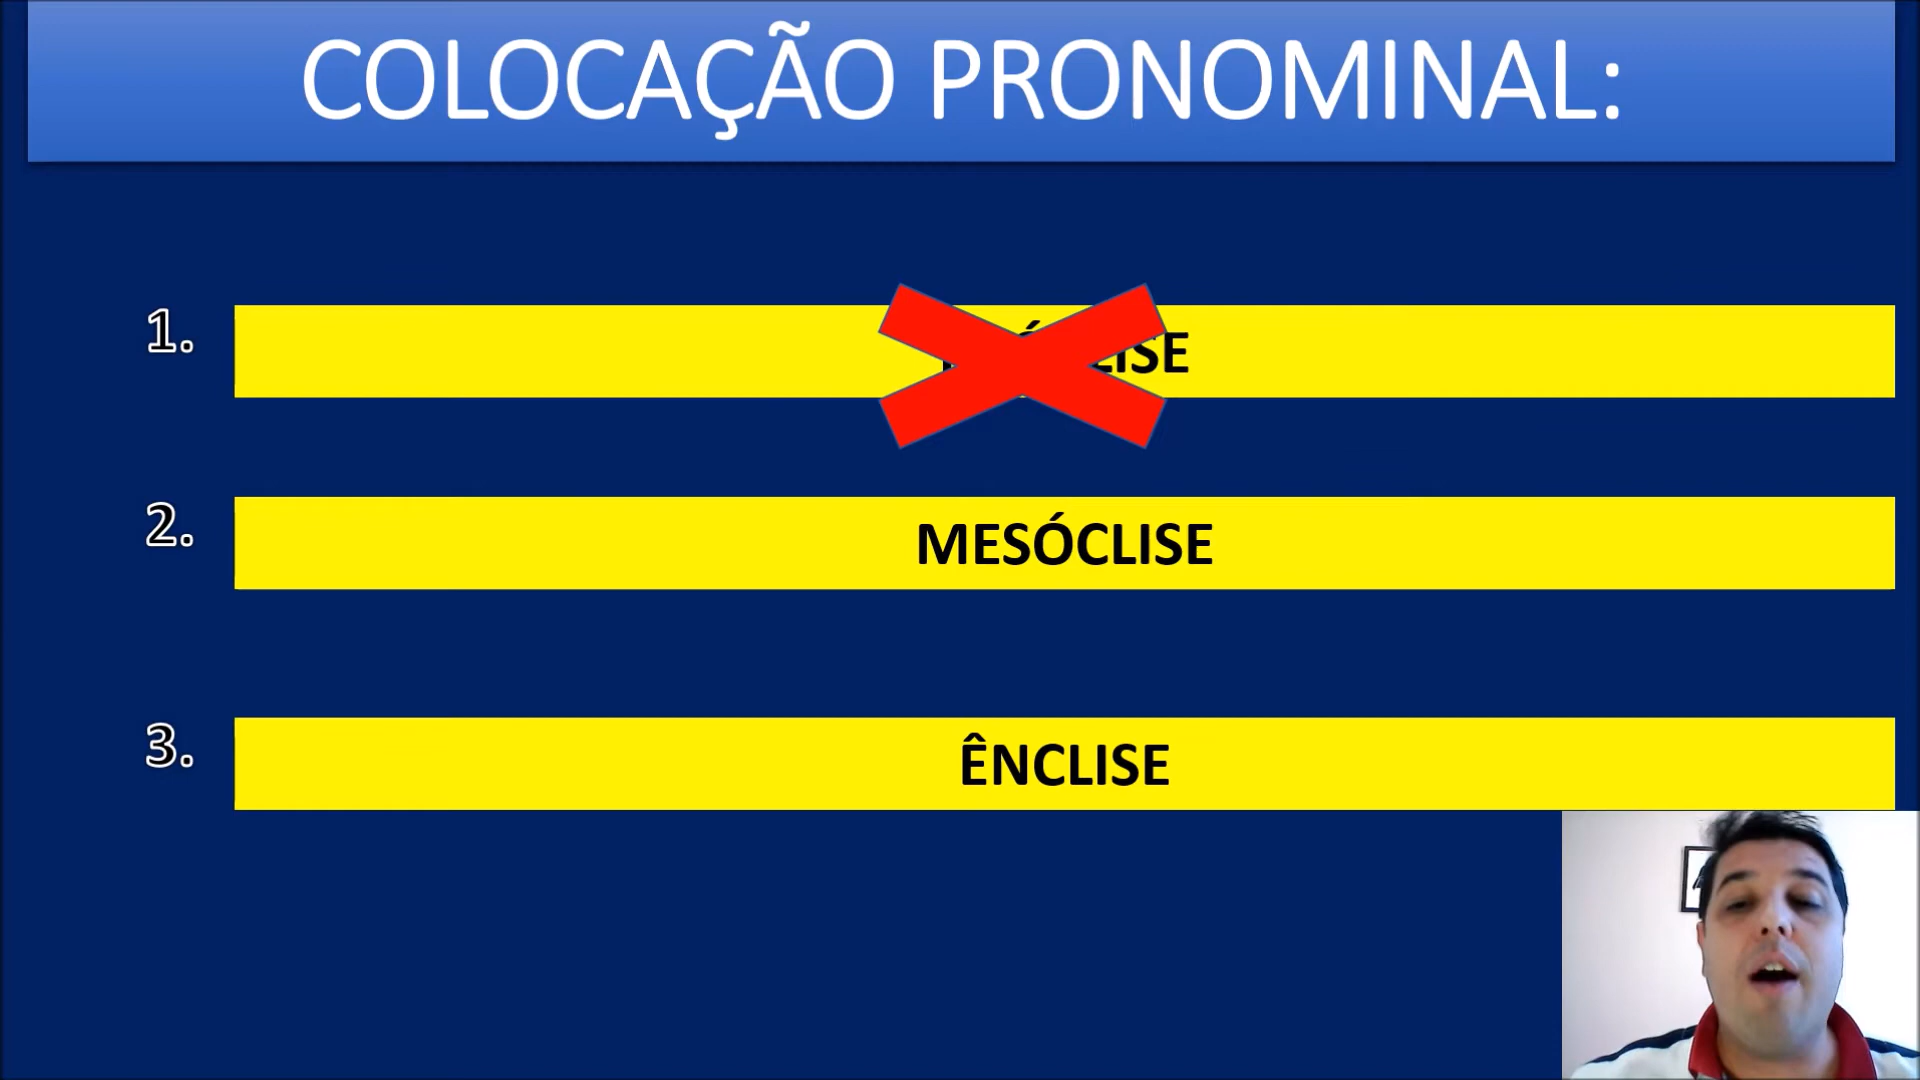 COLOCAÇÃO PRONOMINAL:
1.
2. MESÓCLISE
3. ÊNCLISE